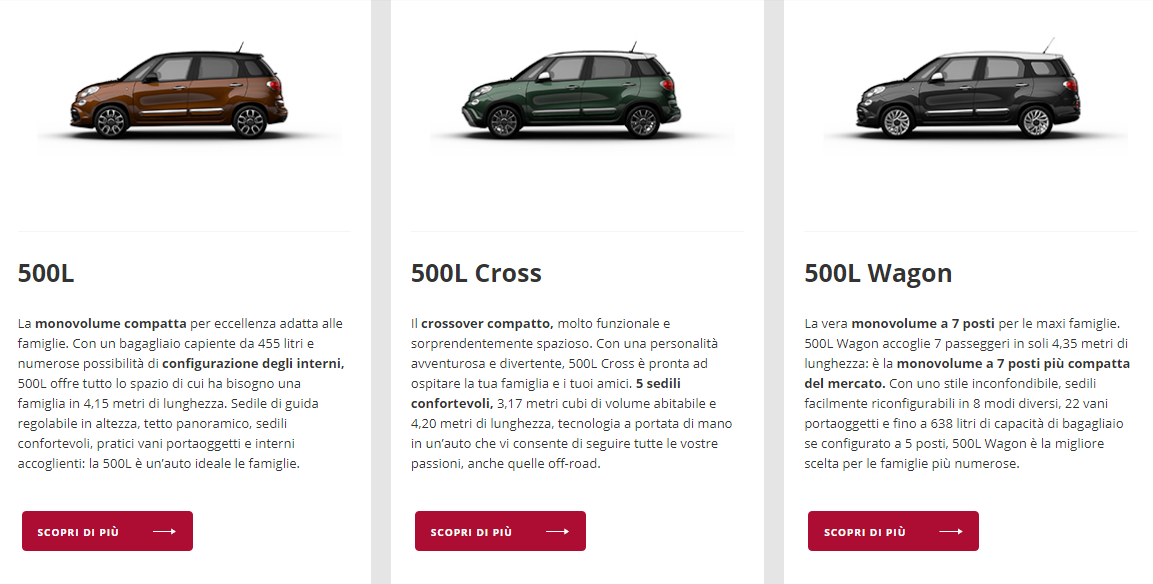 500L
La monovolume compatta per eccellenza adatta alle
famiglie. Con un bagagliaio capiente da 455 litri e
numerose possibilità di configurazione degli interni,
500L offre tutto lo spazio di cui ha bisogno una
famiglia in 4,15 metri di lunghezza. Sedile di guida
regolabile in altezza, tetto panoramico, sedili
confortevoli, pratici vani portaoggetti e interni
accoglienti: la 500L è un'auto ideale le famiglie.
SCOPRI DI PIÙ
500L Cross
Il crossover compatto, molto funzionale e
sorprendentemente spazioso. Con una personalità
avventurosa e divertente, 500L Cross è pronta ad
ospitare la tua famiglia e i tuoi amici. 5 sedili
confortevoli, 3,17 metri cubi di volume abitabile e
4,20 metri di lunghezza, tecnologia a portata di mano
in un'auto che vi consente di seguire tutte le vostre
passioni, anche quelle off-road.
SCOPRI DI PIÙ
500L Wagon
La vera monovolume a 7 posti per le maxi famiglie.
500L Wagon accoglie 7 passeggeri in soli 4,35 metri di
lunghezza: è la monovolume a 7 posti più compatta
del mercato. Con uno stile inconfondibile, sedili
facilmente riconfigurabili in 8 modi diversi, 22 vani
portaoggetti e fino a 638 litri di capacità di bagagliaio
se configurato a 5 posti, 500L Wagon è la migliore
scelta per le famiglie più numerose.
SCOPRI DI PIÙ